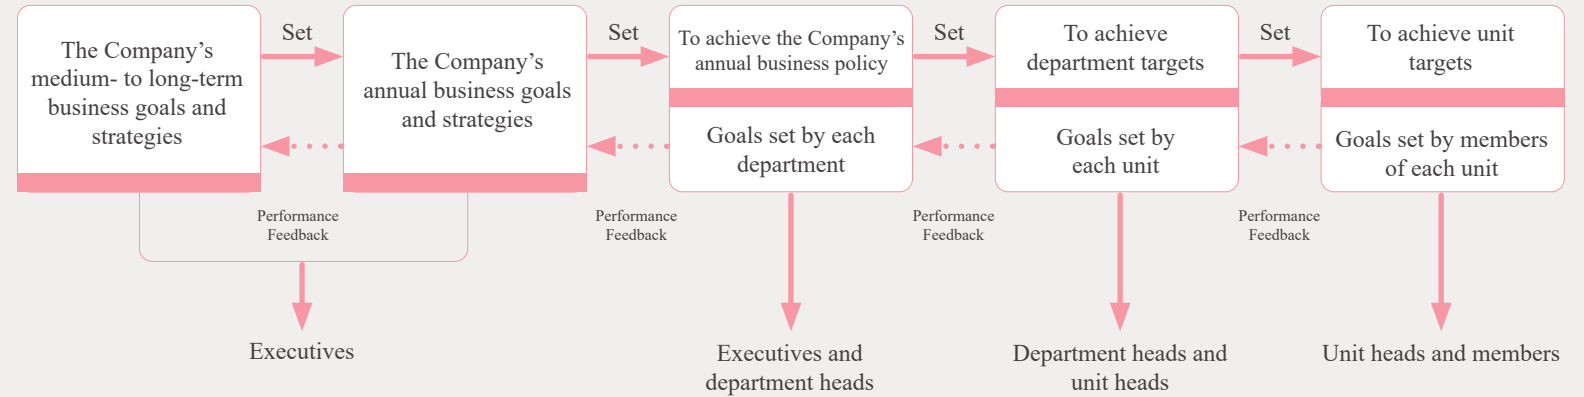 The Company’s
medium- to long-term
business goals and
strategies
Set
The Company’s
annual business goals
and strategies
Set
To achieve the Company’s
annual business policy
Goals set by each
department
Set
To achieve
department targets
Goals set by
each unit
Set
To achieve unit
targets
Goals set by members
of each unit
Performance
Feedback
Performance
Feedback
Performance
Feedback
Performance
Feedback
Executives
Executives and
department heads
Department heads and
unit heads
Unit heads and members